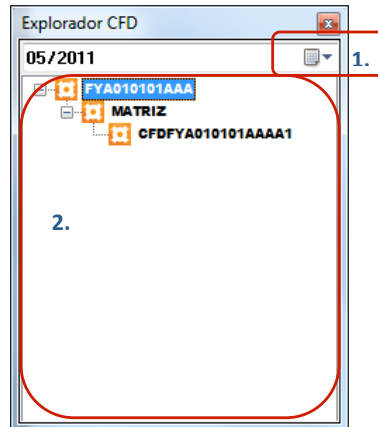 Explorador CFD
05/2011
1.
FYA010101AAA
MATRIZ
CFDFYA010101AAAA1
2.